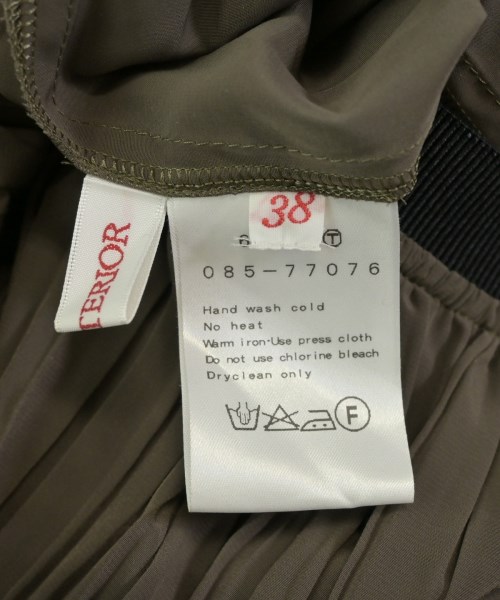 38
TERIOR
Ⓣ
085-77076
Hand wash cold
No heat
Warm iron-Use press cloth
Do not use chlorine bleach
Dryclean only
F